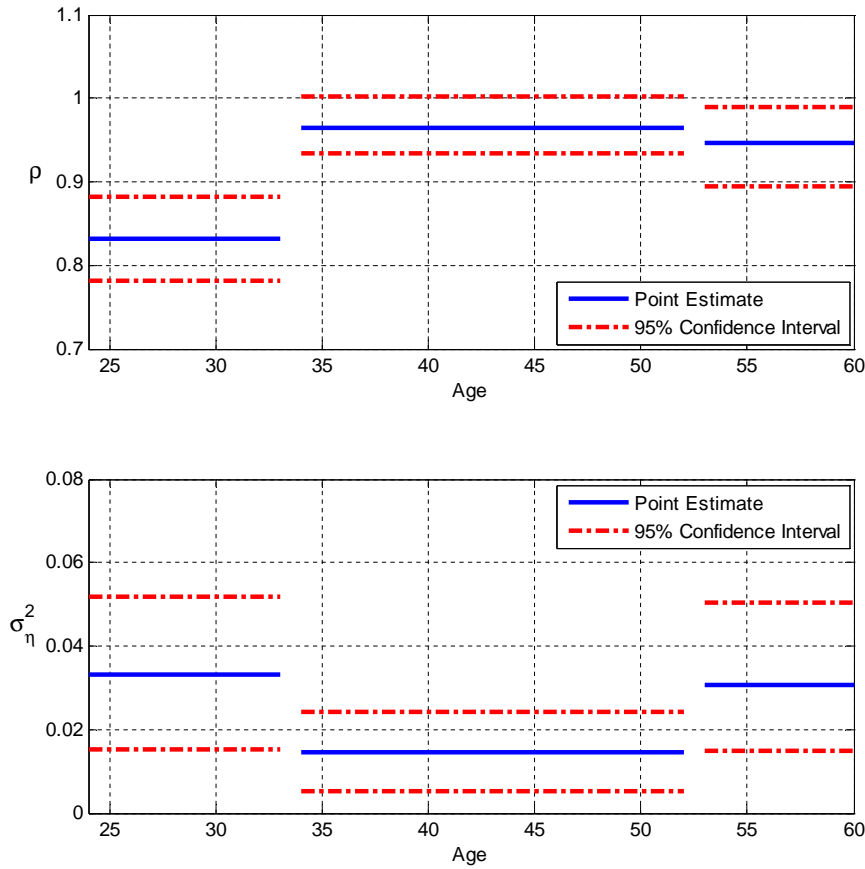 1.1
1
0.9
0.8
0.7
ρ
25 30 35 40 45 50 55 60
Age
Point Estimate
95% Confidence Interval
0.08
0.06
0.04
0.02
0
σ²η
25 30 35 40 45 50 55 60
Age
Point Estimate
95% Confidence Interval